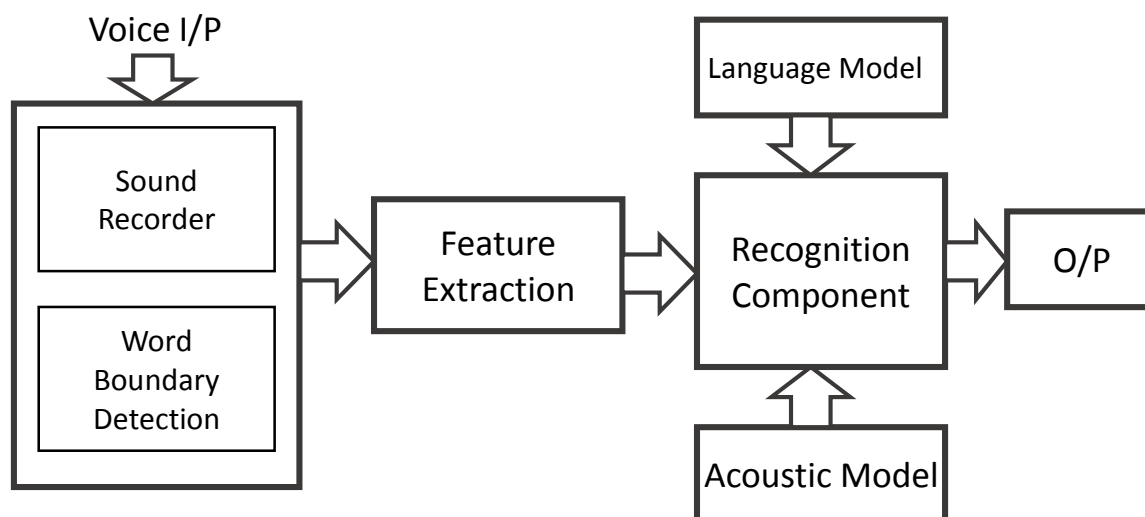 Voice I/P
Sound
Recorder
Word
Boundary
Detection
Feature
Extraction
Language Model
Recognition
Component
Acoustic Model
O/P